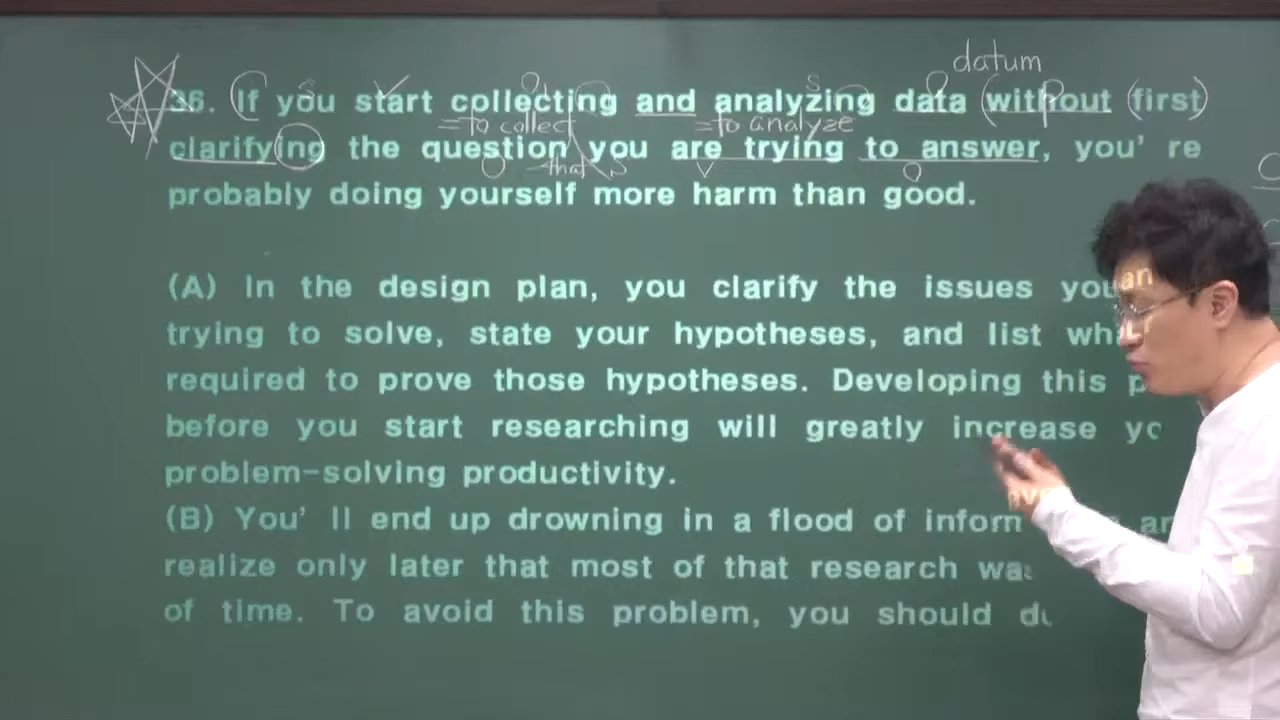 datum
36. If you start collecting and analyzing data (without (first)
=to collect =to analyze
clarifying the question you are trying to answer, you' re
O that S V O
probably doing yourself more harm than good.
(A) In the design plan, you clarify the issues you an
trying to solve, state your hypotheses, and list
required to prove those hypotheses. Developing this
before you start researching will greatly increase
problem-solving productivity.
(B) You' ll end up drowning in a flood of
realize only later that most of that research
of time. To avoid this problem, you should